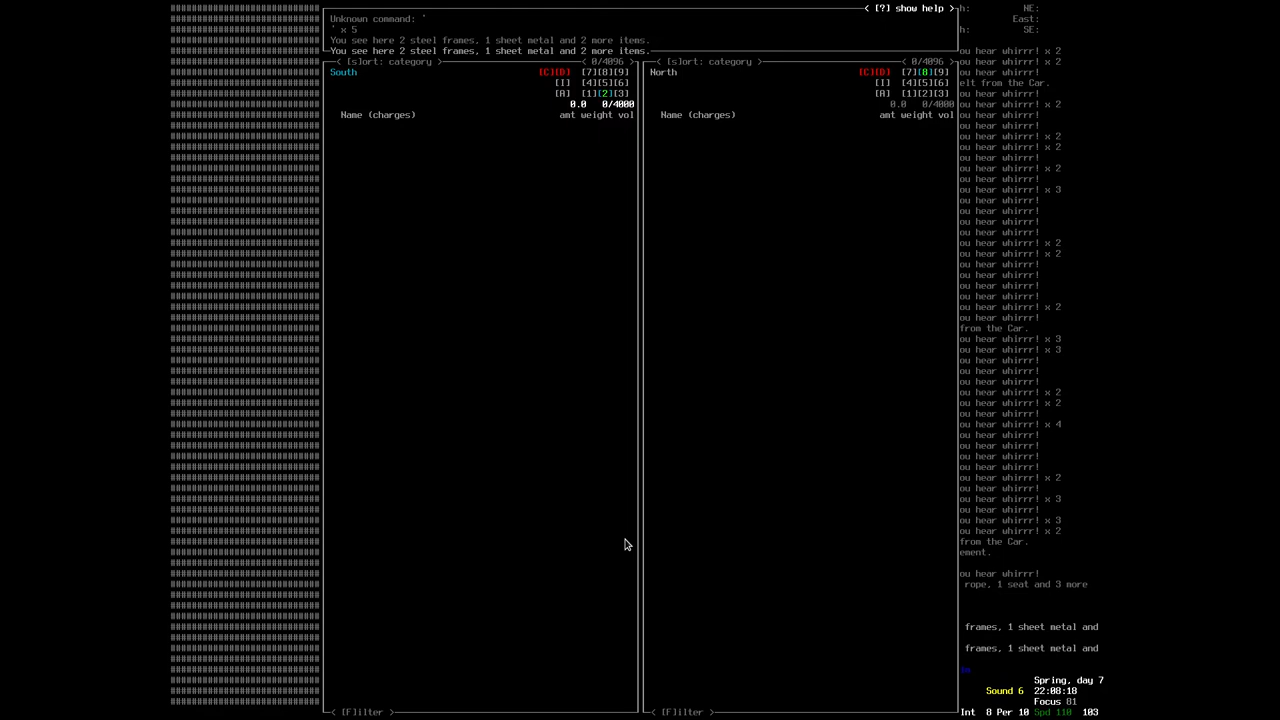 < [?] show help >
h: NE:
Unknown command: '
East:
' x 5
h: SE:
You see here 2 steel frames, 1 sheet metal and 2 more items.
You see here 2 steel frames, 1 sheet metal and 2 more items.
ou hear whirrr! x 2
< [s]ort: category > < 0/4096 > < [s]ort: category > < 0/4096 >
ou hear whirrr! x 2
South [C][D] [7][8][9] North [C][D] [7][8][9]
ou hear whirrr!
[I] [4][5][6] [I] [4][5][6]
elt from the Car.
[A] [1][2][3] [A] [1][2][3]
ou hear whirrr!
0.0 0/4000 0.0 0/4000
ou hear whirrr! x 2
Name (charges) amt weight vol Name (charges) amt weight vol
ou hear whirrr!
ou hear whirrr!
ou hear whirrr! x 2
ou hear whirrr! x 2
ou hear whirrr!
ou hear whirrr! x 2
ou hear whirrr!
ou hear whirrr! x 3
ou hear whirrr!
ou hear whirrr!
ou hear whirrr!
ou hear whirrr!
ou hear whirrr! x 2
ou hear whirrr! x 2
ou hear whirrr!
ou hear whirrr!
ou hear whirrr!
ou hear whirrr!
ou hear whirrr! x 2
ou hear whirrr!
from the Car.
ou hear whirrr! x 3
ou hear whirrr! x 3
ou hear whirrr!
ou hear whirrr!
ou hear whirrr!
ou hear whirrr! x 2
ou hear whirrr! x 2
ou hear whirrr!
ou hear whirrr! x 4
ou hear whirrr!
ou hear whirrr!
ou hear whirrr!
ou hear whirrr!
ou hear whirrr! x 2
ou hear whirrr!
ou hear whirrr! x 3
ou hear whirrr!
ou hear whirrr! x 3
ou hear whirrr! x 2
from the Car.
ement.
ou hear whirrr!
rope, 1 seat and 3 more
frames, 1 sheet metal and
frames, 1 sheet metal and
Spring, day 7
Sound 6 22:08:18
Focus 81
< [F]ilter > < [F]ilter > Int 8 Per 10 Spd 110 103